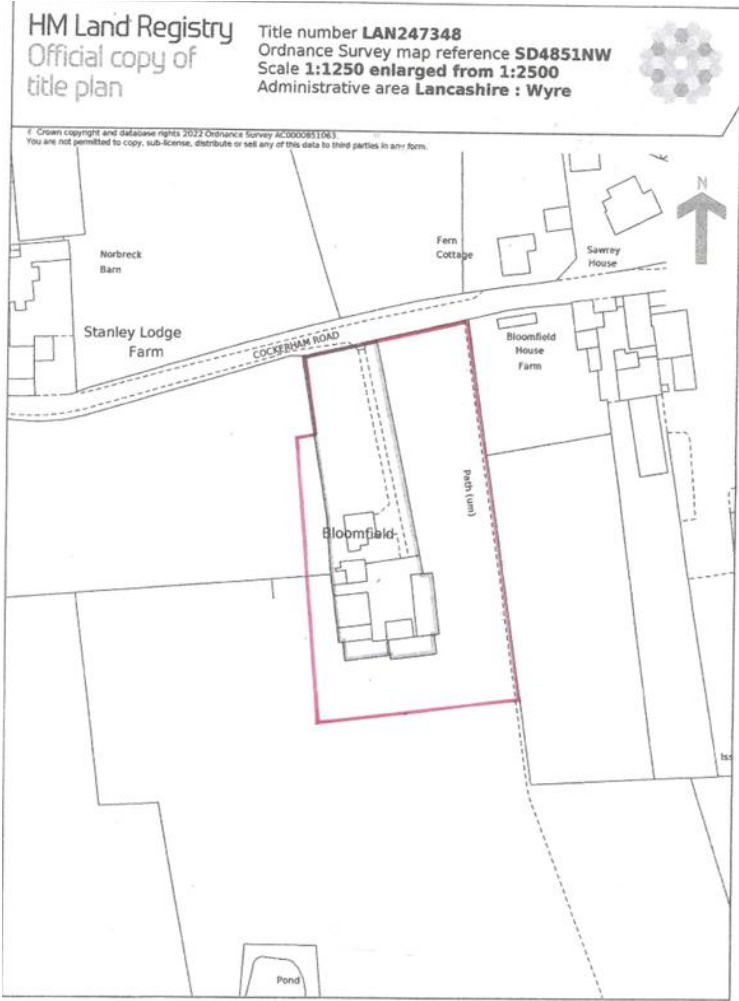 HM Land Registry
Official copy of
title plan
Title number LAN247348
Ordnance Survey map reference SD4851NW
Scale 1:1250 enlarged from 1:2500
Administrative area Lancashire : Wyre
© Crown copyright and database rights 2022 Ordnance Survey AC0000851063.
You are not permitted to copy, sub-license, distribute or sell any of this data to third parties in any form.
N
Norbreck
Barn
Fern
Cottage
Sawrey
House
Stanley Lodge
Farm
COCKERHAM ROAD
Bloomfield
House
Farm
Path (um)
Bloomfield
Iss
Pond